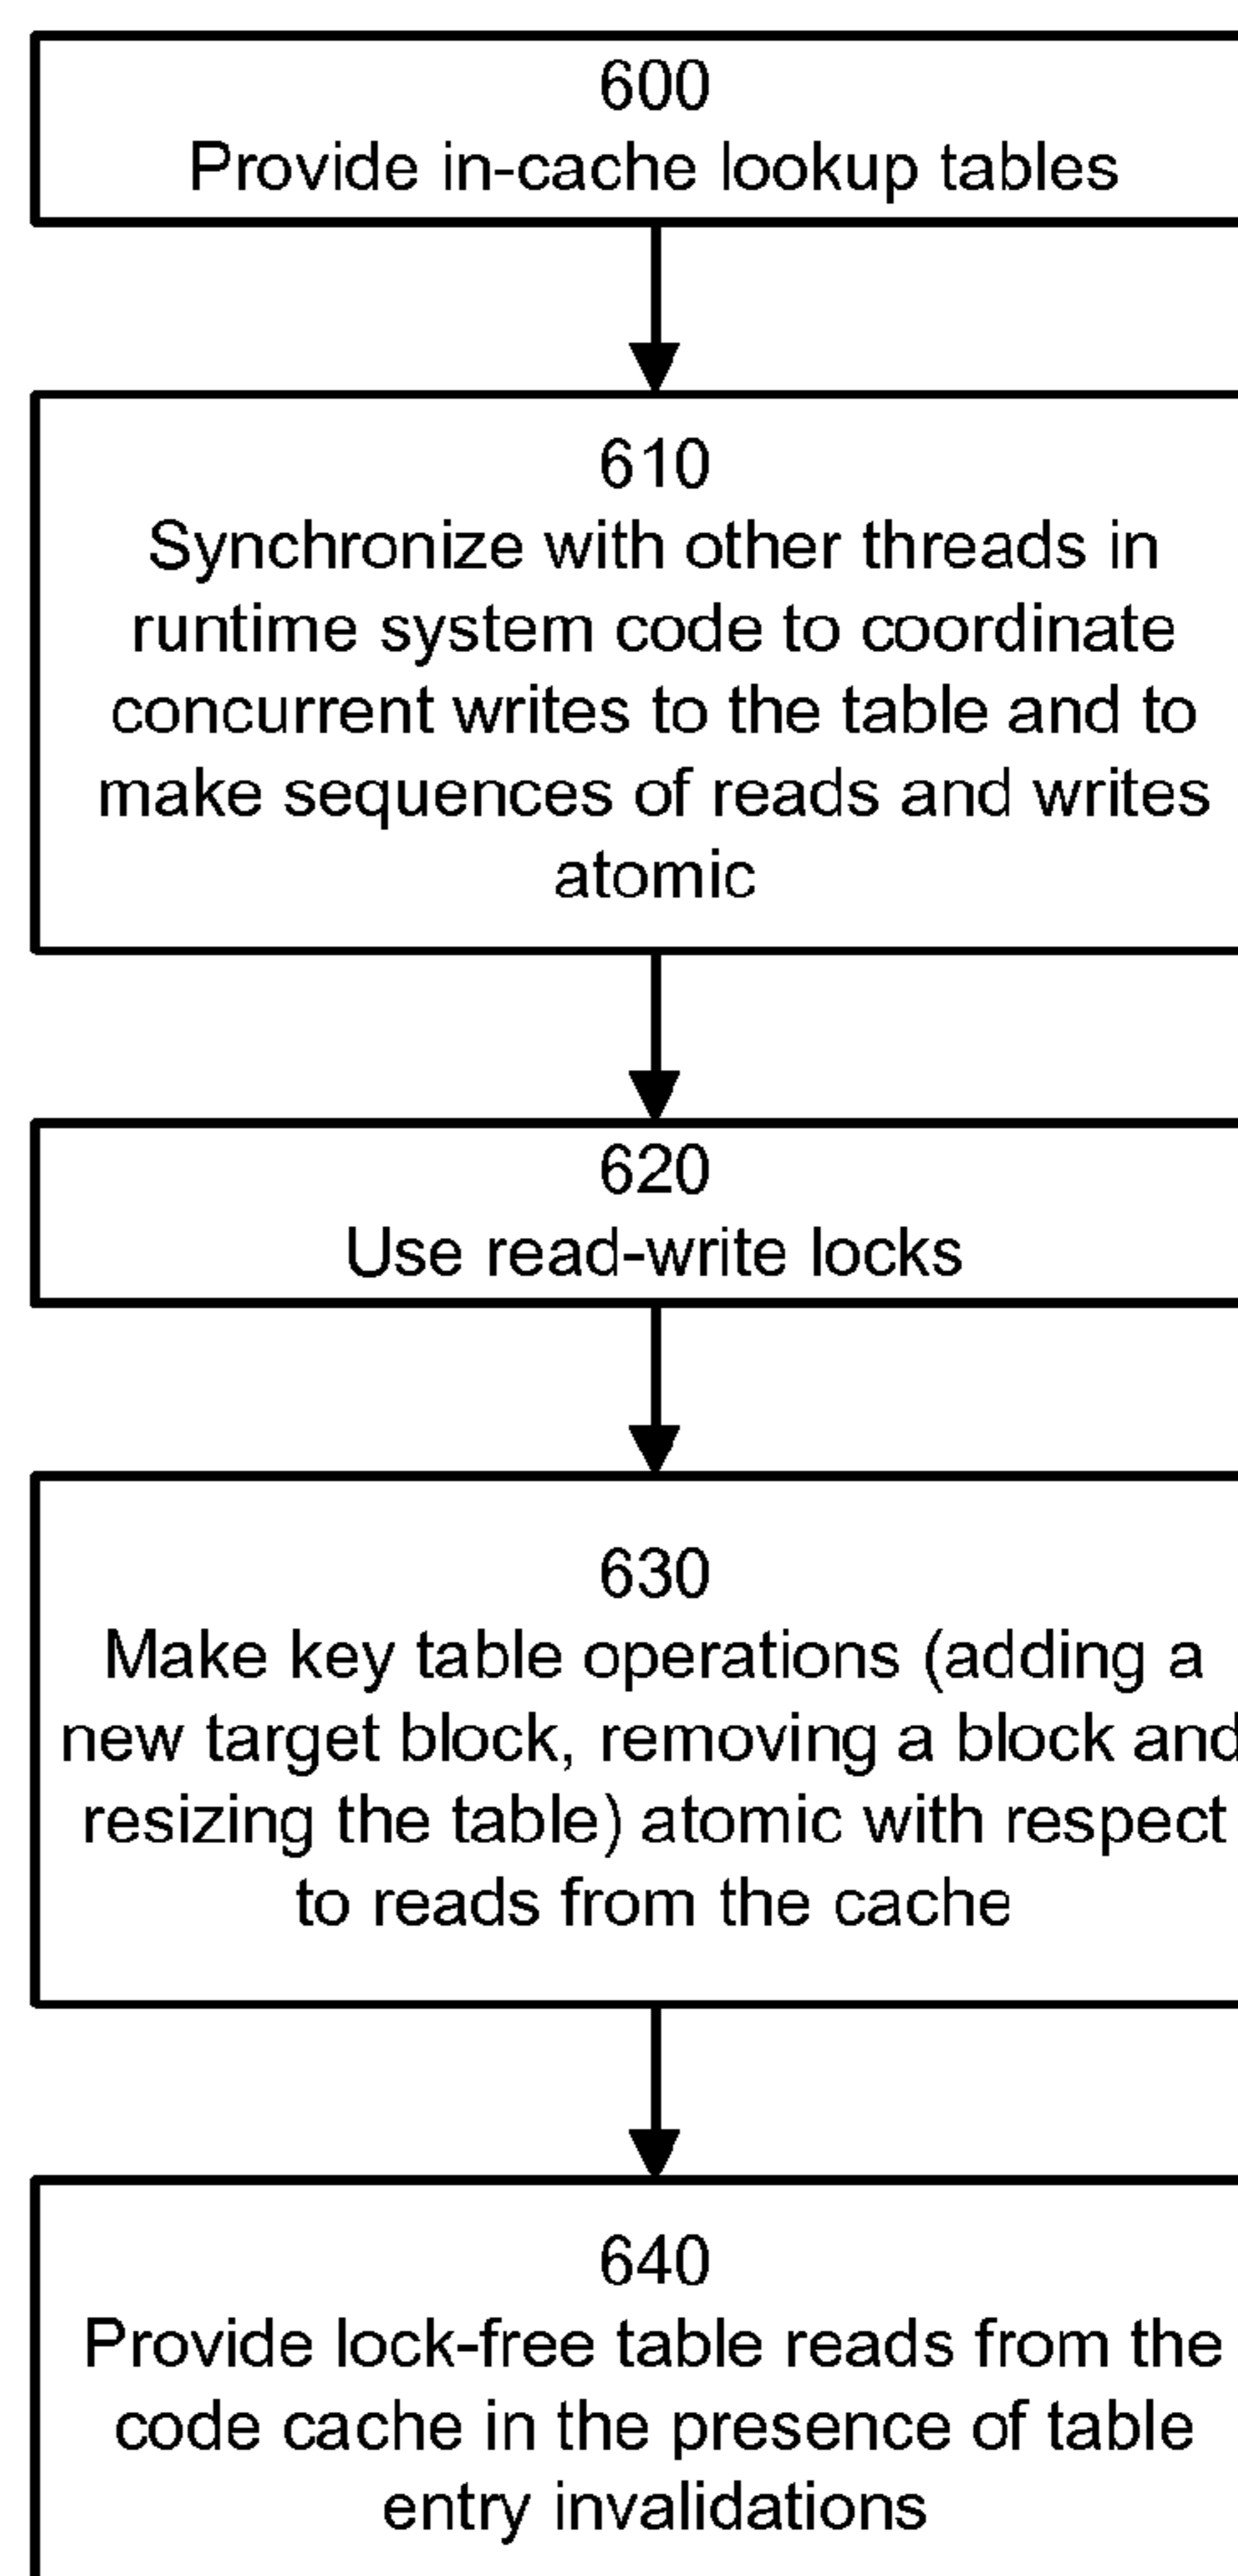 600
Provide in-cache lookup tables
610
Synchronize with other threads in
runtime system code to coordinate
concurrent writes to the table and to
make sequences of reads and writes
atomic
620
Use read-write locks
630
Make key table operations (adding a
new target block, removing a block and
resizing the table) atomic with respect
to reads from the cache
640
Provide lock-free table reads from the
code cache in the presence of table
entry invalidations